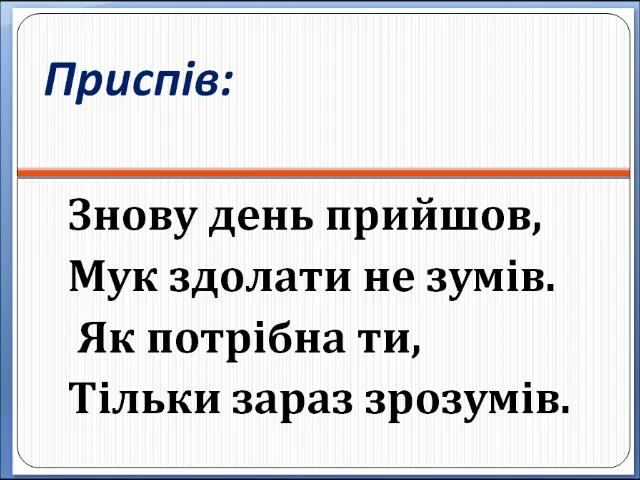 Приспів:
Знову день прийшов,
Мук здолати не зумів.
Як потрібна ти,
Тільки зараз зрозумів.